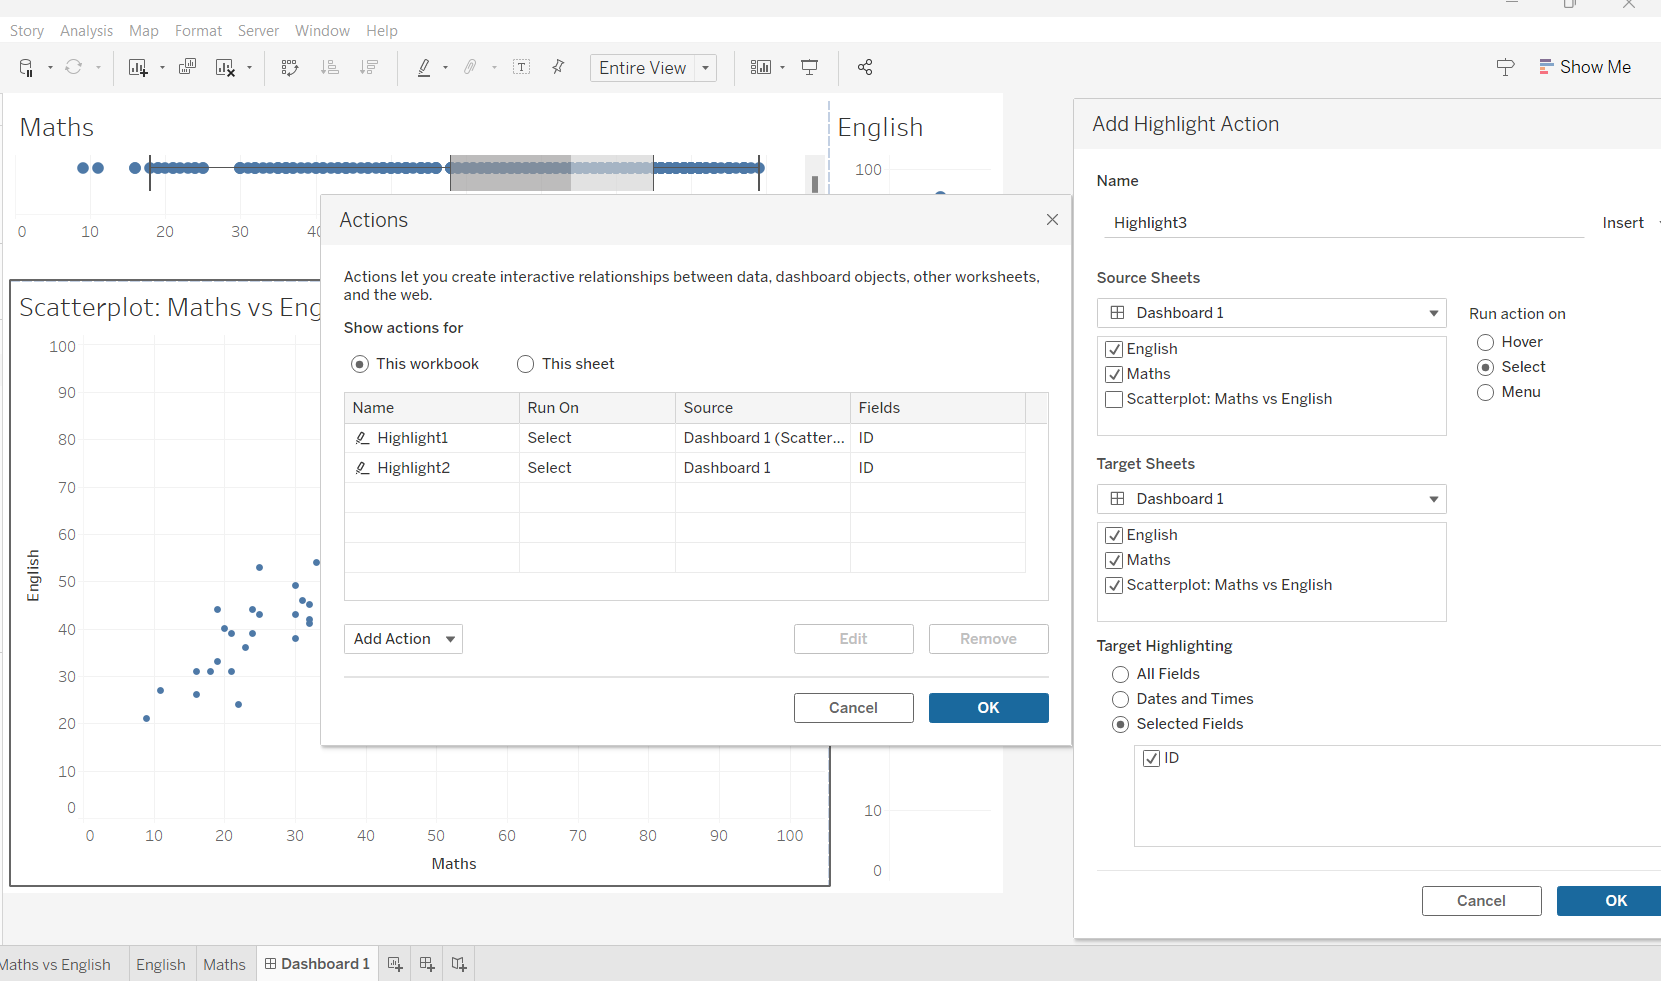 Story Analysis Map Format Server Window Help
Entire View
Show Me
Maths
English
100
0 10 20 30
Scatterplot: Maths vs Eng
100
90
80
70
60
50
40
30
20
10
0
English
0 10 20 30 40 50 60 70 80 90 100
Maths
10
0
Actions
Actions let you create interactive relationships between data, dashboard objects, other worksheets,
and the web.
Show actions for
This workbook This sheet
Name Run On Source Fields
Highlight1 Select Dashboard 1 (Scatter... ID
Highlight2 Select Dashboard 1 ID
Add Action Edit Remove
Cancel OK
Add Highlight Action
Name
Highlight3 Insert
Source Sheets
Dashboard 1
English
Maths
Scatterplot: Maths vs English
Run action on
Hover
Select
Menu
Target Sheets
Dashboard 1
English
Maths
Scatterplot: Maths vs English
Target Highlighting
All Fields
Dates and Times
Selected Fields
ID
Cancel OK
Maths vs English English Maths Dashboard 1